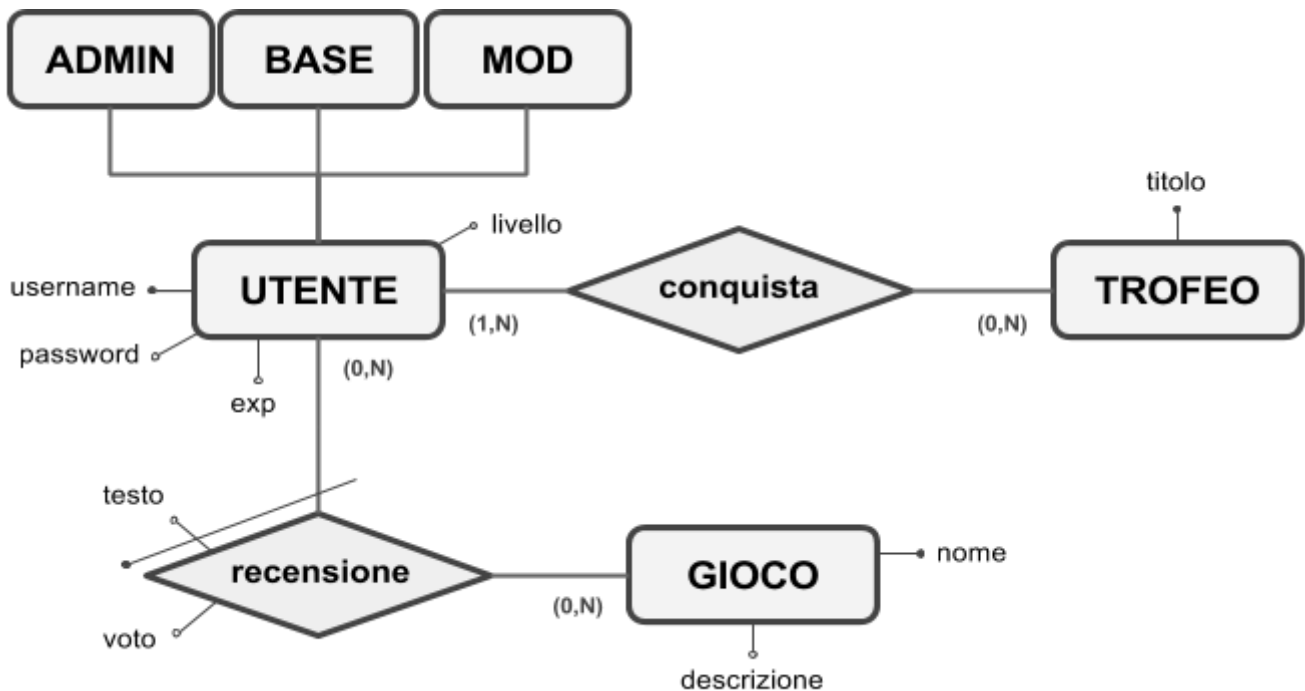 ADMIN BASE MOD
titolo
livello
username UTENTE conquista TROFEO
(1,N) (0,N)
password (0,N)
exp
testo
nome
recensione GIOCO
(0,N)
voto
descrizione